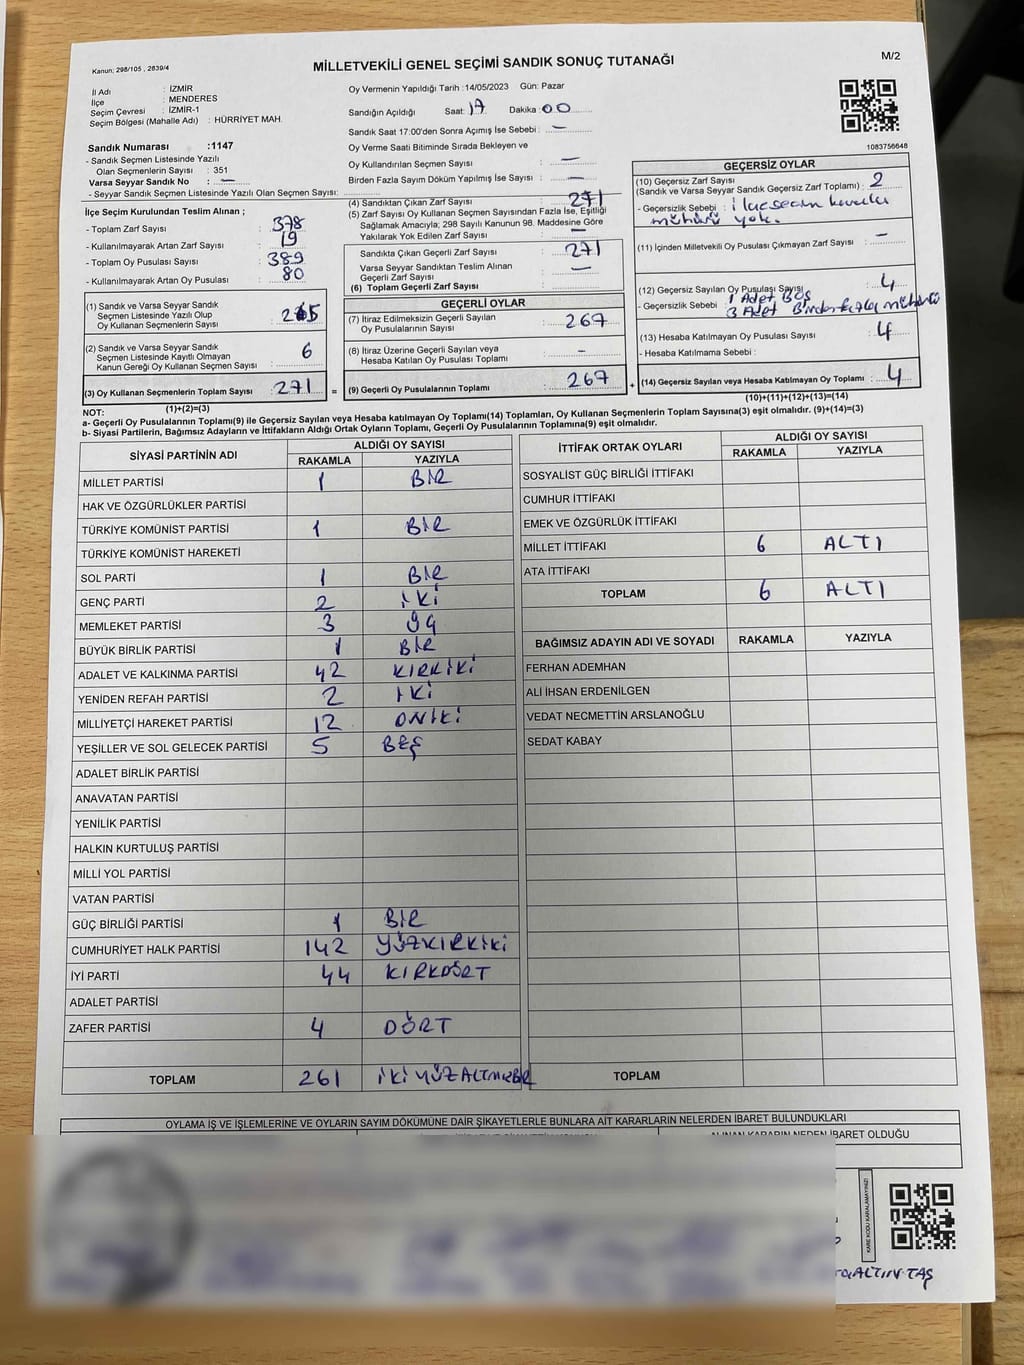 Kanun; 298/105 , 2839/4
MİLLETVEKİLİ GENEL SEÇİMİ SANDIK SONUÇ TUTANAĞI
M/2
İl Adı : İZMİR
İlçe : MENDERES
Seçim Çevresi : İZMİR-1
Seçim Bölgesi (Mahalle Adı) : HÜRRİYET MAH.
Oy Vermenin Yapıldığı Tarih :14/05/2023 Gün: Pazar
Sandığın Açıldığı Saat: 17 Dakika: 00
Sandık Saat 17:00'den Sonra Açımış İse Sebebi : —
Oy Verme Saati Bitiminde Sırada Bekleyen ve
Oy Kullandırılan Seçmen Sayısı : —
Birden Fazla Sayım Döküm Yapılmış İse Sayısı : —
1083756648
Sandık Numarası :1147
- Sandık Seçmen Listesinde Yazılı
Olan Seçmenlerin Sayısı : 351
Varsa Seyyar Sandık No : —
- Seyyar Sandık Seçmen Listesinde Yazılı Olan Seçmen Sayısı:
İlçe Seçim Kurulundan Teslim Alınan ;
- Toplam Zarf Sayısı : 378
- Kullanılmayarak Artan Zarf Sayısı : 19
- Toplam Oy Pusulası Sayısı : 389
- Kullanılmayarak Artan Oy Pusulası : 80
(1) Sandık ve Varsa Seyyar Sandık
Seçmen Listesinde Yazılı Olup
Oy Kullanan Seçmenlerin Sayısı : 265
(2) Sandık ve Varsa Seyyar Sandık
Seçmen Listesinde Kayıtlı Olmayan
Kanun Gereği Oy Kullanan Seçmen Sayısı : 6
(3) Oy Kullanan Seçmenlerin Toplam Sayısı : 271
(1)+(2)=(3)
(4) Sandıktan Çıkan Zarf Sayısı : 271
(5) Zarf Sayısı Oy Kullanan Seçmen Sayısından Fazla İse, Eşitliği
Sağlamak Amacıyla; 298 Sayılı Kanunun 98. Maddesine Göre
Yakılarak Yok Edilen Zarf Sayısı : —
Sandıkta Çıkan Geçerli Zarf Sayısı : 271
Varsa Seyyar Sandıktan Teslim Alınan
Geçerli Zarf Sayısı : —
(6) Toplam Geçerli Zarf Sayısı :
GEÇERLİ OYLAR
(7) İtiraz Edilmeksizin Geçerli Sayılan
Oy Pusulalarının Sayısı : 267
(8) İtiraz Üzerine Geçerli Sayılan veya
Hesaba Katılan Oy Pusulası Toplamı : -
= (9) Geçerli Oy Pusulalarının Toplamı : 267 +
GEÇERSİZ OYLAR
(10) Geçersiz Zarf Sayısı
(Sandık ve Varsa Seyyar Sandık Geçersiz Zarf Toplamı) : 2
- Geçersizlik Sebebi : ilçe seçim kurulu
mühürü yok.
(11) İçinden Milletvekili Oy Pusulası Çıkmayan Zarf Sayısı : —
(12) Geçersiz Sayılan Oy Pusulası Sayısı : 4
- Geçersizlik Sebebi : 1 Adet BOŞ
3 Adet Birden fazla mühürlü
(13) Hesaba Katılmayan Oy Pusulası Sayısı : 4
- Hesaba Katılmama Sebebi :
(14) Geçersiz Sayılan veya Hesaba Katılmayan Oy Toplamı : 4
(10)+(11)+(12)+(13)=(14)
NOT:
a- Geçerli Oy Pusulalarının Toplamı(9) ile Geçersiz Sayılan veya Hesaba katılmayan Oy Toplamı(14) Toplamları, Oy Kullanan Seçmenlerin Toplam Sayısına(3) eşit olmalıdır. (9)+(14)=(3)
b- Siyasi Partilerin, Bağımsız Adayların ve İttifakların Aldığı Ortak Oyların Toplamı, Geçerli Oy Pusulalarının Toplamına(9) eşit olmalıdır.
SİYASİ PARTİNİN ADI ALDIĞI OY SAYISI
RAKAMLA YAZIYLA
MİLLET PARTİSİ 1 BİR
HAK VE ÖZGÜRLÜKLER PARTİSİ
TÜRKİYE KOMÜNİST PARTİSİ 1 BİR
TÜRKİYE KOMÜNİST HAREKETİ
SOL PARTİ 1 BİR
GENÇ PARTİ 2 İKİ
MEMLEKET PARTİSİ 3 ÜÇ
BÜYÜK BİRLİK PARTİSİ 1 BİR
ADALET VE KALKINMA PARTİSİ 42 KIRKİKİ
YENİDEN REFAH PARTİSİ 2 İKİ
MİLLİYETÇİ HAREKET PARTİSİ 12 ONİKİ
YEŞİLLER VE SOL GELECEK PARTİSİ 5 BEŞ
ADALET BİRLİK PARTİSİ
ANAVATAN PARTİSİ
YENİLİK PARTİSİ
HALKIN KURTULUŞ PARTİSİ
MİLLİ YOL PARTİSİ
VATAN PARTİSİ
GÜÇ BİRLİĞİ PARTİSİ 1 BİR
CUMHURİYET HALK PARTİSİ 142 YÜZKIRKİKİ
İYİ PARTİ 44 KIRKDÖRT
ADALET PARTİSİ
ZAFER PARTİSİ 4 DÖRT
TOPLAM 261 İKİYÜZALTMIŞBİR
İTTİFAK ORTAK OYLARI ALDIĞI OY SAYISI
RAKAMLA YAZIYLA
SOSYALİST GÜÇ BİRLİĞİ İTTİFAKI
CUMHUR İTTİFAKI
EMEK VE ÖZGÜRLÜK İTTİFAKI
MİLLET İTTİFAKI 6 ALTI
ATA İTTİFAKI
TOPLAM 6 ALTI
BAĞIMSIZ ADAYIN ADI VE SOYADI RAKAMLA YAZIYLA
FERHAN ADEMHAN
ALİ İHSAN ERDENİLGEN
VEDAT NECMETTİN ARSLANOĞLU
SEDAT KABAY
TOPLAM
OYLAMA İŞ VE İŞLEMLERİNE VE OYLARIN SAYIM DÖKÜMÜNE DAİR ŞİKAYETLERLE BUNLARA AİT KARARLARIN NELERDEN İBARET BULUNDUKLARI
ALINAN KARARIN NEDEN İBARET OLDUĞU
KARE KODU KARALAMAYINIZ!
ALTIN TAŞ